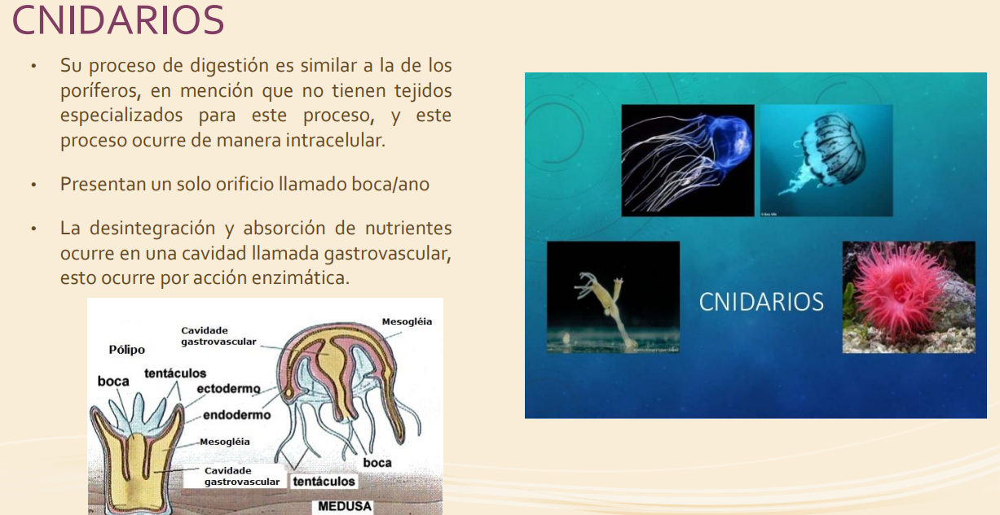 CNIDARIOS
• Su proceso de digestión es similar a la de los
poríferos, en mención que no tienen tejidos
especializados para este proceso, y este
proceso ocurre de manera intracelular.
• Presentan un solo orificio llamado boca/ano
• La desintegración y absorción de nutrientes
ocurre en una cavidad llamada gastrovascular,
esto ocurre por acción enzimática.
Mesogléia
Cavidade
gastrovascular
Pólipo
tentáculos
boca
ectodermo
endodermo
Mesogléia
boca
Cavidade
gastrovascular
tentáculos
MEDUSA
CNIDARIOS